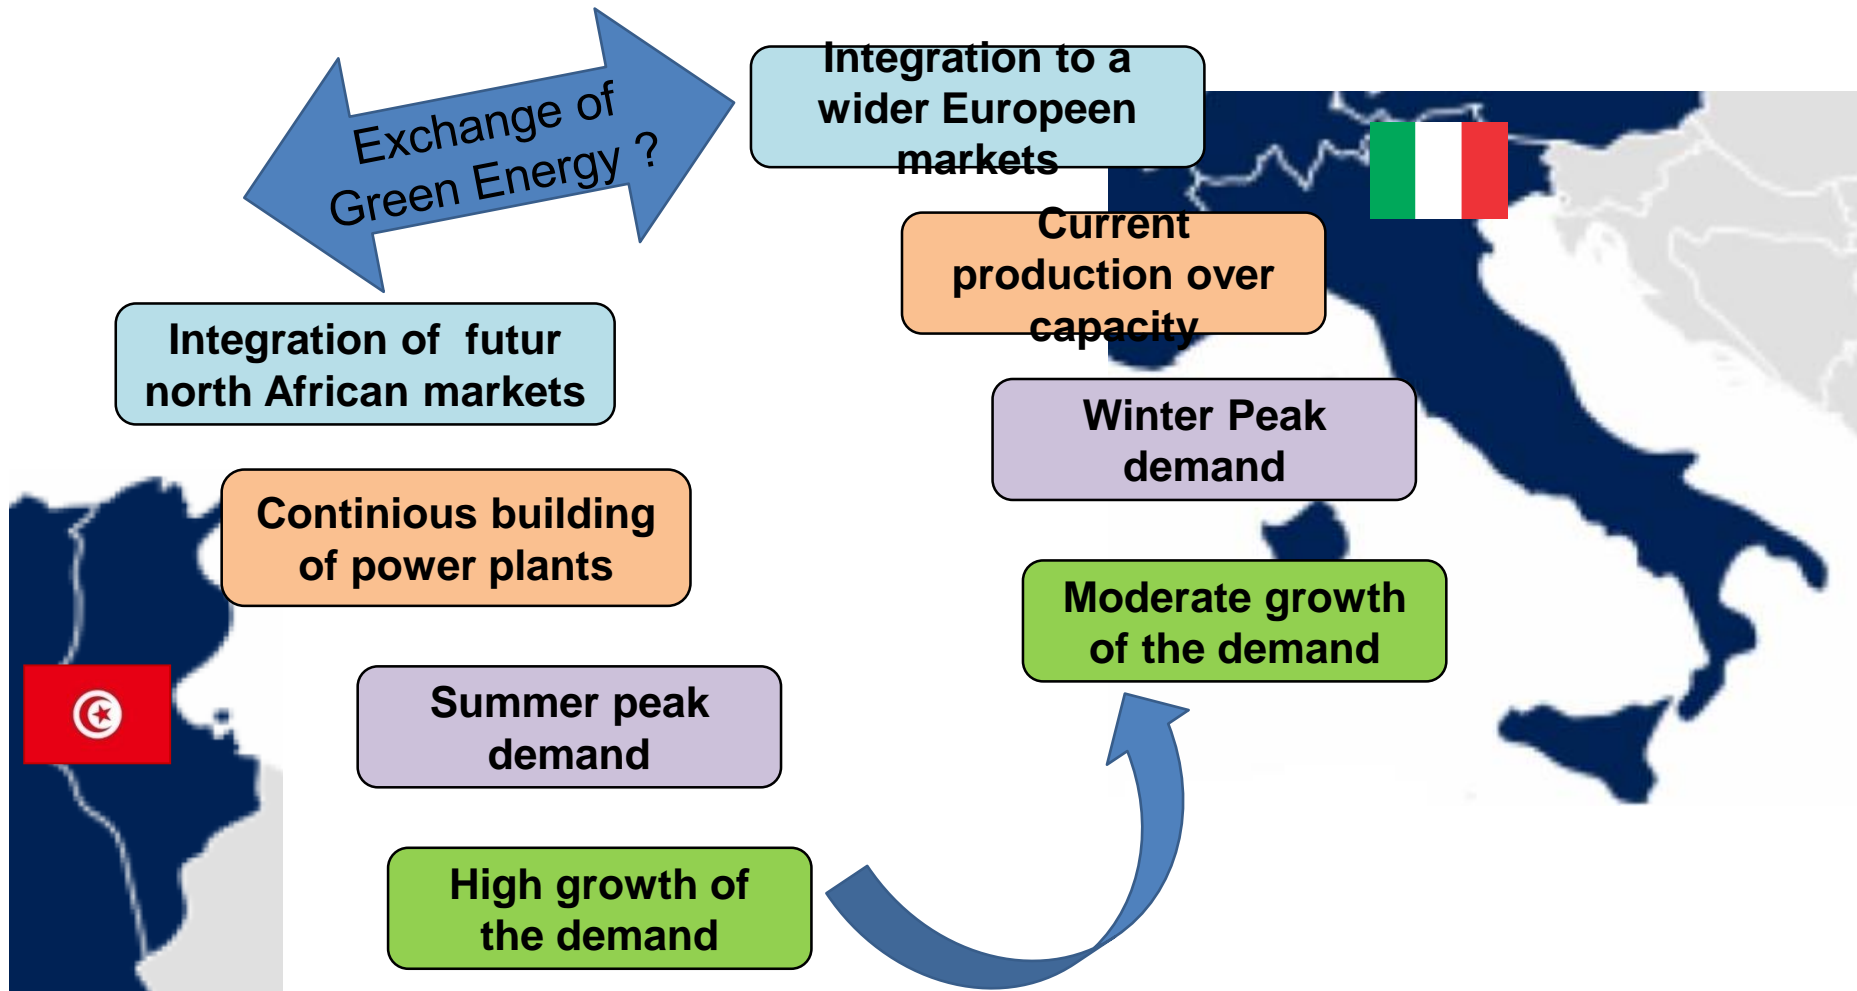 Exchange of
Green Energy ?
Integration to a
wider Europeen
markets
Current
production over
capacity
Integration of futur
north African markets
Winter Peak
demand
Continious building
of power plants
Moderate growth
of the demand
Summer peak
demand
High growth of
the demand